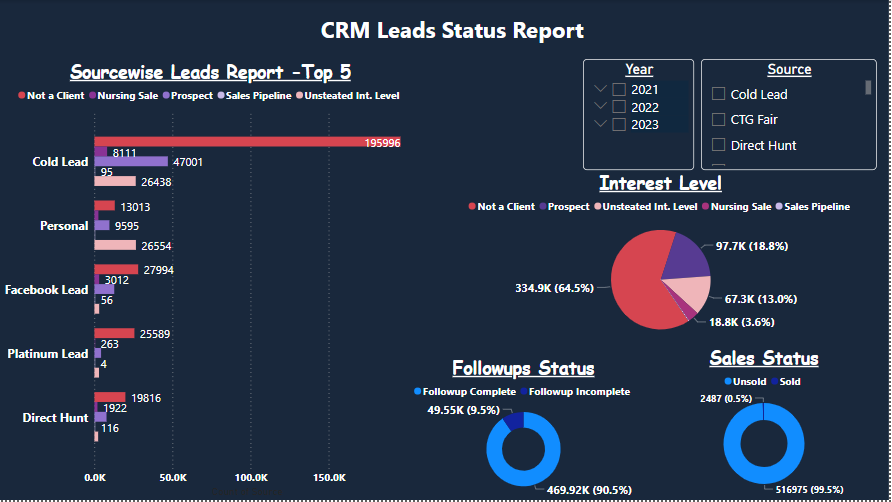 CRM Leads Status Report
Sourcewise Leads Report -Top 5
Not a Client Nursing Sale Prospect Sales Pipeline Unsteated Int. Level
Cold Lead
195996
8111
47001
95
26438
Personal
13013
9595
26554
Facebook Lead
27994
3012
56
Platinum Lead
25589
263
4
Direct Hunt
19816
1922
116
0.0K 50.0K 100.0K 150.0K
Year
2021
2022
2023
Source
Cold Lead
CTG Fair
Direct Hunt
Interest Level
Not a Client Prospect Unsteated Int. Level Nursing Sale Sales Pipeline
97.7K (18.8%)
334.9K (64.5%)
67.3K (13.0%)
18.8K (3.6%)
Followups Status
Followup Complete Followup Incomplete
49.55K (9.5%)
469.92K (90.5%)
Sales Status
Unsold Sold
2487 (0.5%)
516975 (99.5%)